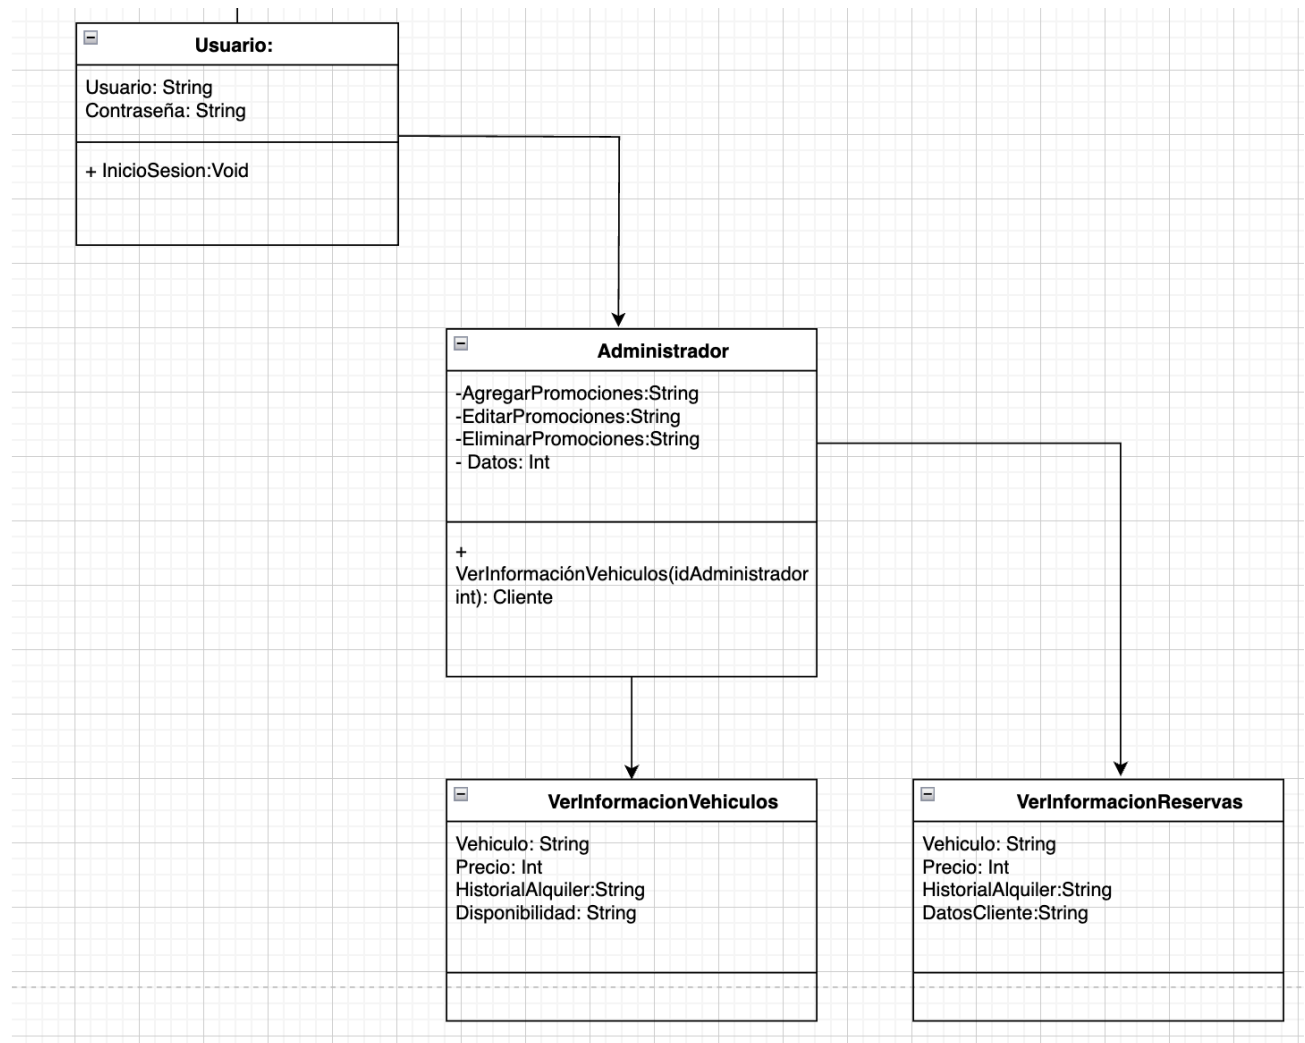 Usuario:
Usuario: String
Contraseña: String
+ InicioSesion:Void
Administrador
-AgregarPromociones:String
-EditarPromociones:String
-EliminarPromociones:String
- Datos: Int
+
VerInformaciónVehiculos(idAdministrador
int): Cliente
VerInformacionVehiculos
Vehiculo: String
Precio: Int
HistorialAlquiler:String
Disponibilidad: String
VerInformacionReservas
Vehiculo: String
Precio: Int
HistorialAlquiler:String
DatosCliente:String